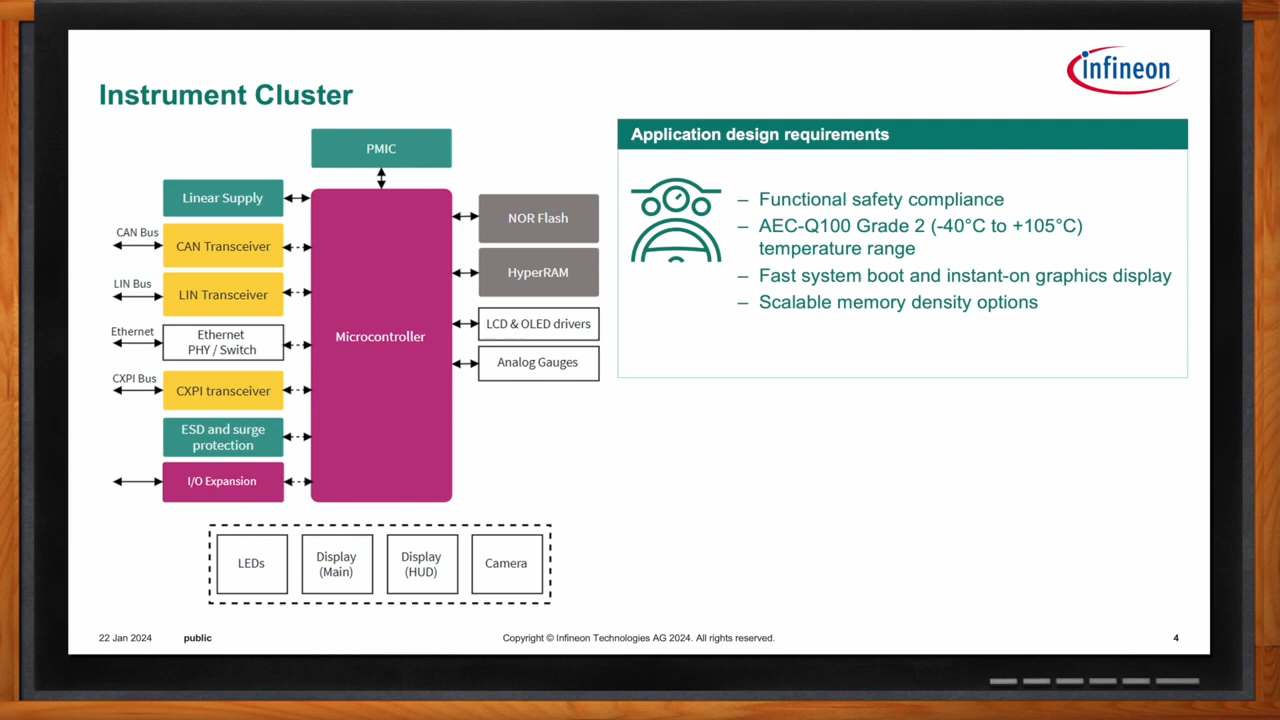 infineon
Instrument Cluster
PMIC
Linear Supply
CAN Bus
CAN Transceiver
LIN Bus
LIN Transceiver
Ethernet
Ethernet
PHY / Switch
CXPI Bus
CXPI transceiver
ESD and surge
protection
I/O Expansion
Microcontroller
NOR Flash
HyperRAM
LCD & OLED drivers
Analog Gauges
LEDs
Display
(Main)
Display
(HUD)
Camera
Application design requirements
– Functional safety compliance
– AEC-Q100 Grade 2 (-40°C to +105°C)
temperature range
– Fast system boot and instant-on graphics display
– Scalable memory density options
22 Jan 2024
public
Copyright © Infineon Technologies AG 2024. All rights reserved.
4